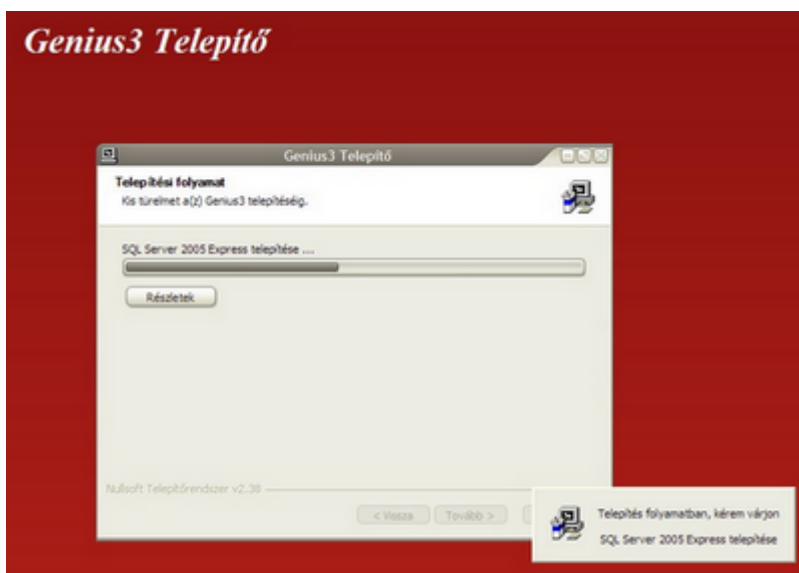 Genius3 Telepítő
Genius3 Telepítő
Telepítési folyamat
Kis türelmet a(z) Genius3 telepítéséig.
SQL Server 2005 Express telepítése ....
Részletek
Nullsoft Telepítőrendszer v2.38
< Vissza
Tovább >
Telepítés folyamatban, kérem várjon
SQL Server 2005 Express telepítése